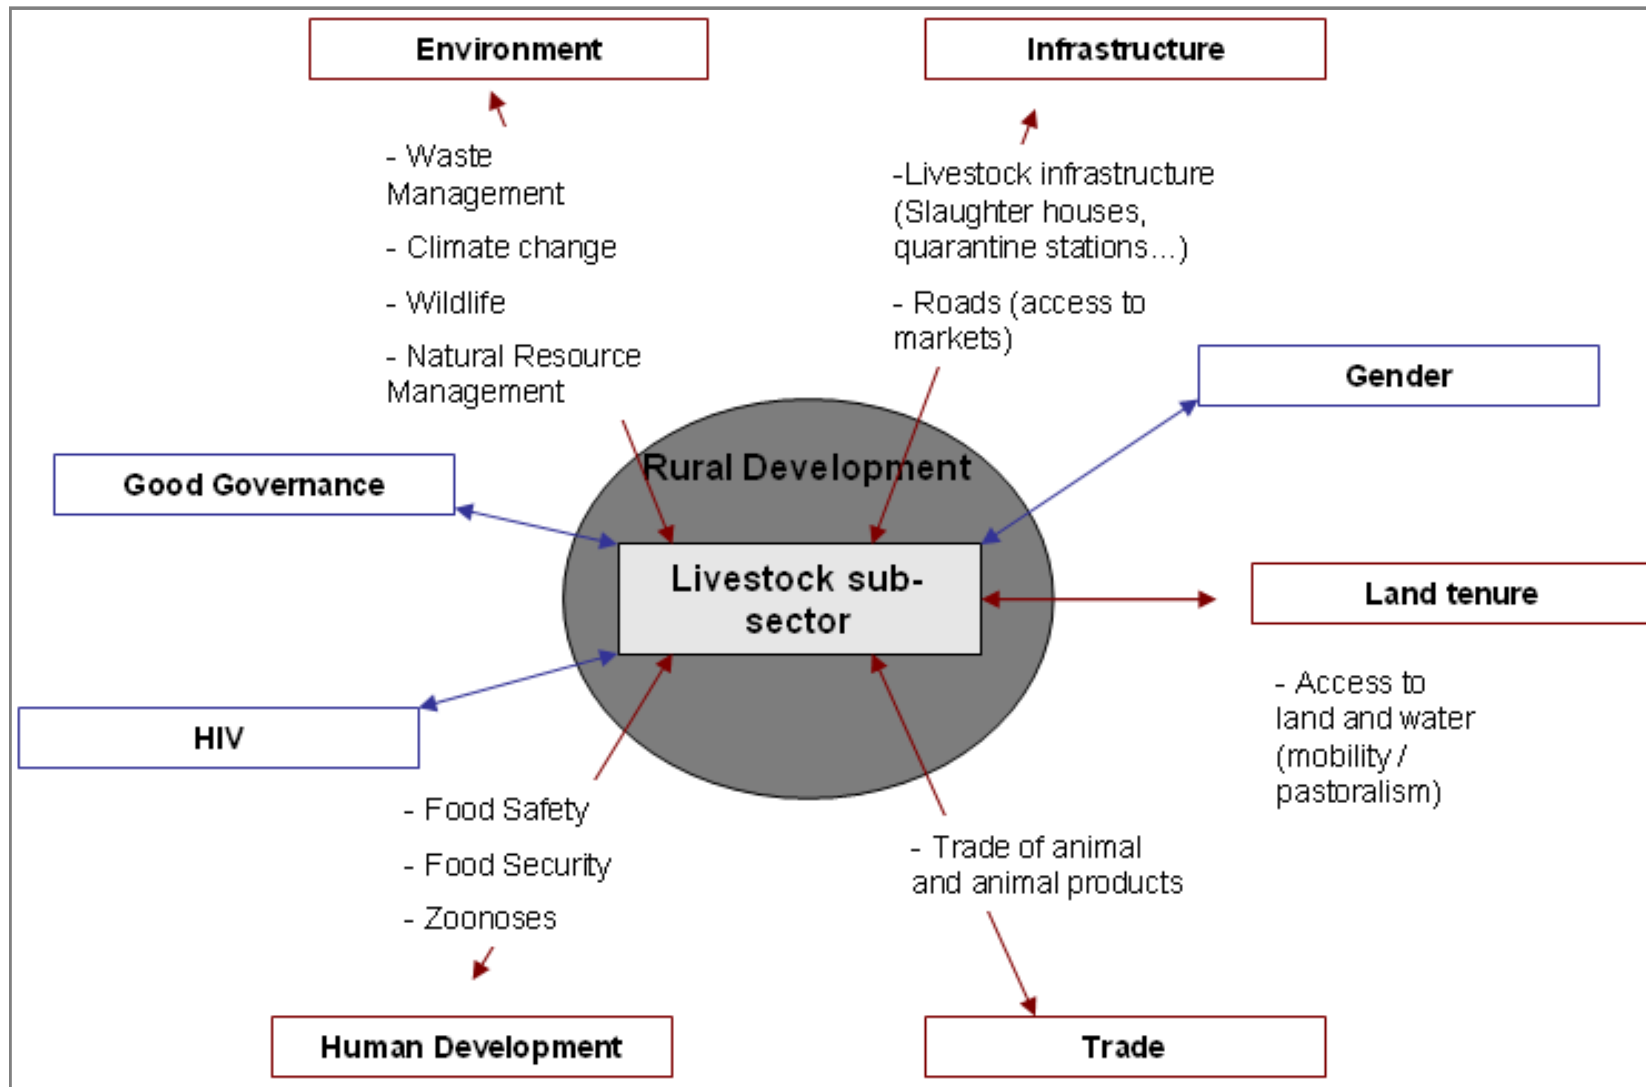 Environment
Infrastructure
- Waste
Management
- Climate change
- Wildlife
- Natural Resource
Management
-Livestock infrastructure
(Slaughter houses,
quarantine stations...)
- Roads (access to
markets)
Gender
Rural Development
Good Governance
Livestock sub-
sector
Land tenure
- Access to
land and water
(mobility /
pastoralism)
HIV
- Food Safety
- Food Security
- Zoonoses
- Trade of animal
and animal products
Human Development
Trade